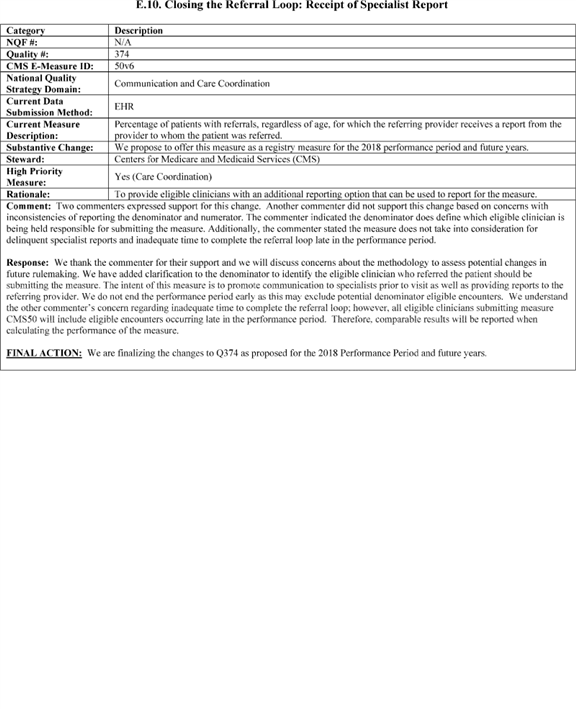 E.10. Closing the Referral Loop: Receipt of Specialist Report
Category Description
NQF #: N/A
Quality #: 374
CMS E-Measure ID: 50v6
National Quality
Strategy Domain: Communication and Care Coordination
Current Data
Submission Method: EHR
Current Measure Percentage of patients with referrals, regardless of age, for which the referring provider receives a report from the
Description: provider to whom the patient was referred.
Substantive Change: We propose to offer this measure as a registry measure for the 2018 performance period and future years.
Steward: Centers for Medicare and Medicaid Services (CMS)
High Priority
Measure: Yes (Care Coordination)
Rationale: To provide eligible clinicians with an additional reporting option that can be used to report for the measure.
Comment: Two commenters expressed support for this change. Another commenter did not support this change based on concerns with
inconsistencies of reporting the denominator and numerator. The commenter indicated the denominator does define which eligible clinician is
being held responsible for submitting the measure. Additionally, the commenter stated the measure does not take into consideration for
delinquent specialist reports and inadequate time to complete the referral loop late in the performance period.
Response: We thank the commenter for their support and we will discuss concerns about the methodology to assess potential changes in
future rulemaking. We have added clarification to the denominator to identify the eligible clinician who referred the patient should be
submitting the measure. The intent of this measure is to promote communication to specialists prior to visit as well as providing reports to the
referring provider. We do not end the performance period early as this may exclude potential denominator eligible encounters. We understand
the other commenter's concern regarding inadequate time to complete the referral loop; however, all eligible clinicians submitting measure
CMS50 will include eligible encounters occurring late in the performance period. Therefore, comparable results will be reported when
calculating the performance of the measure.
FINAL ACTION: We are finalizing the changes to Q374 as proposed for the 2018 Performance Period and future years.